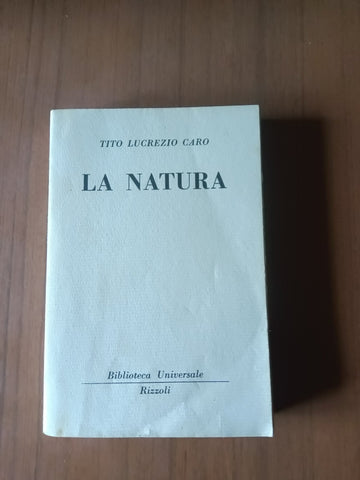 TITO LUCREZIO CARO
LA NATURA
Biblioteca Universale
Rizzoli